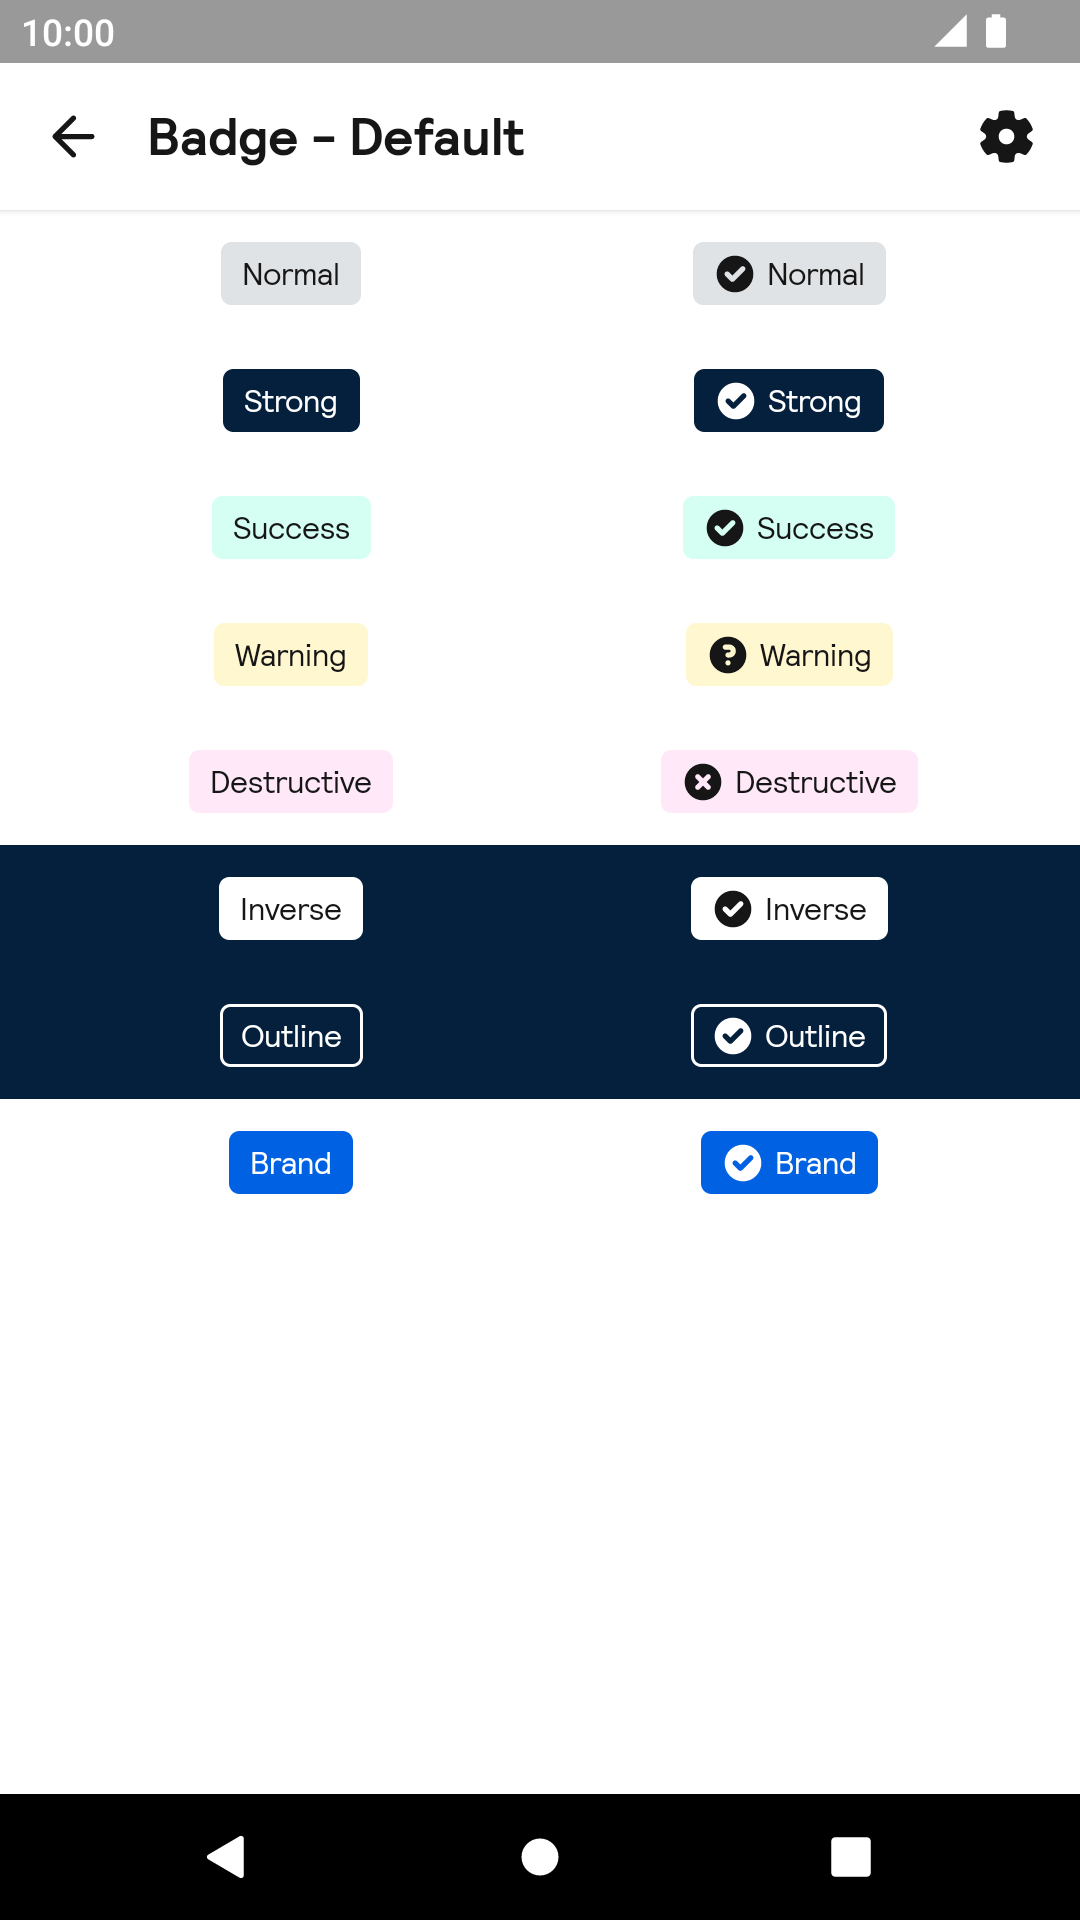 10:00
Badge – Default
Normal Normal
Strong Strong
Success Success
Warning Warning
Destructive Destructive
Inverse Inverse
Outline Outline
Brand Brand